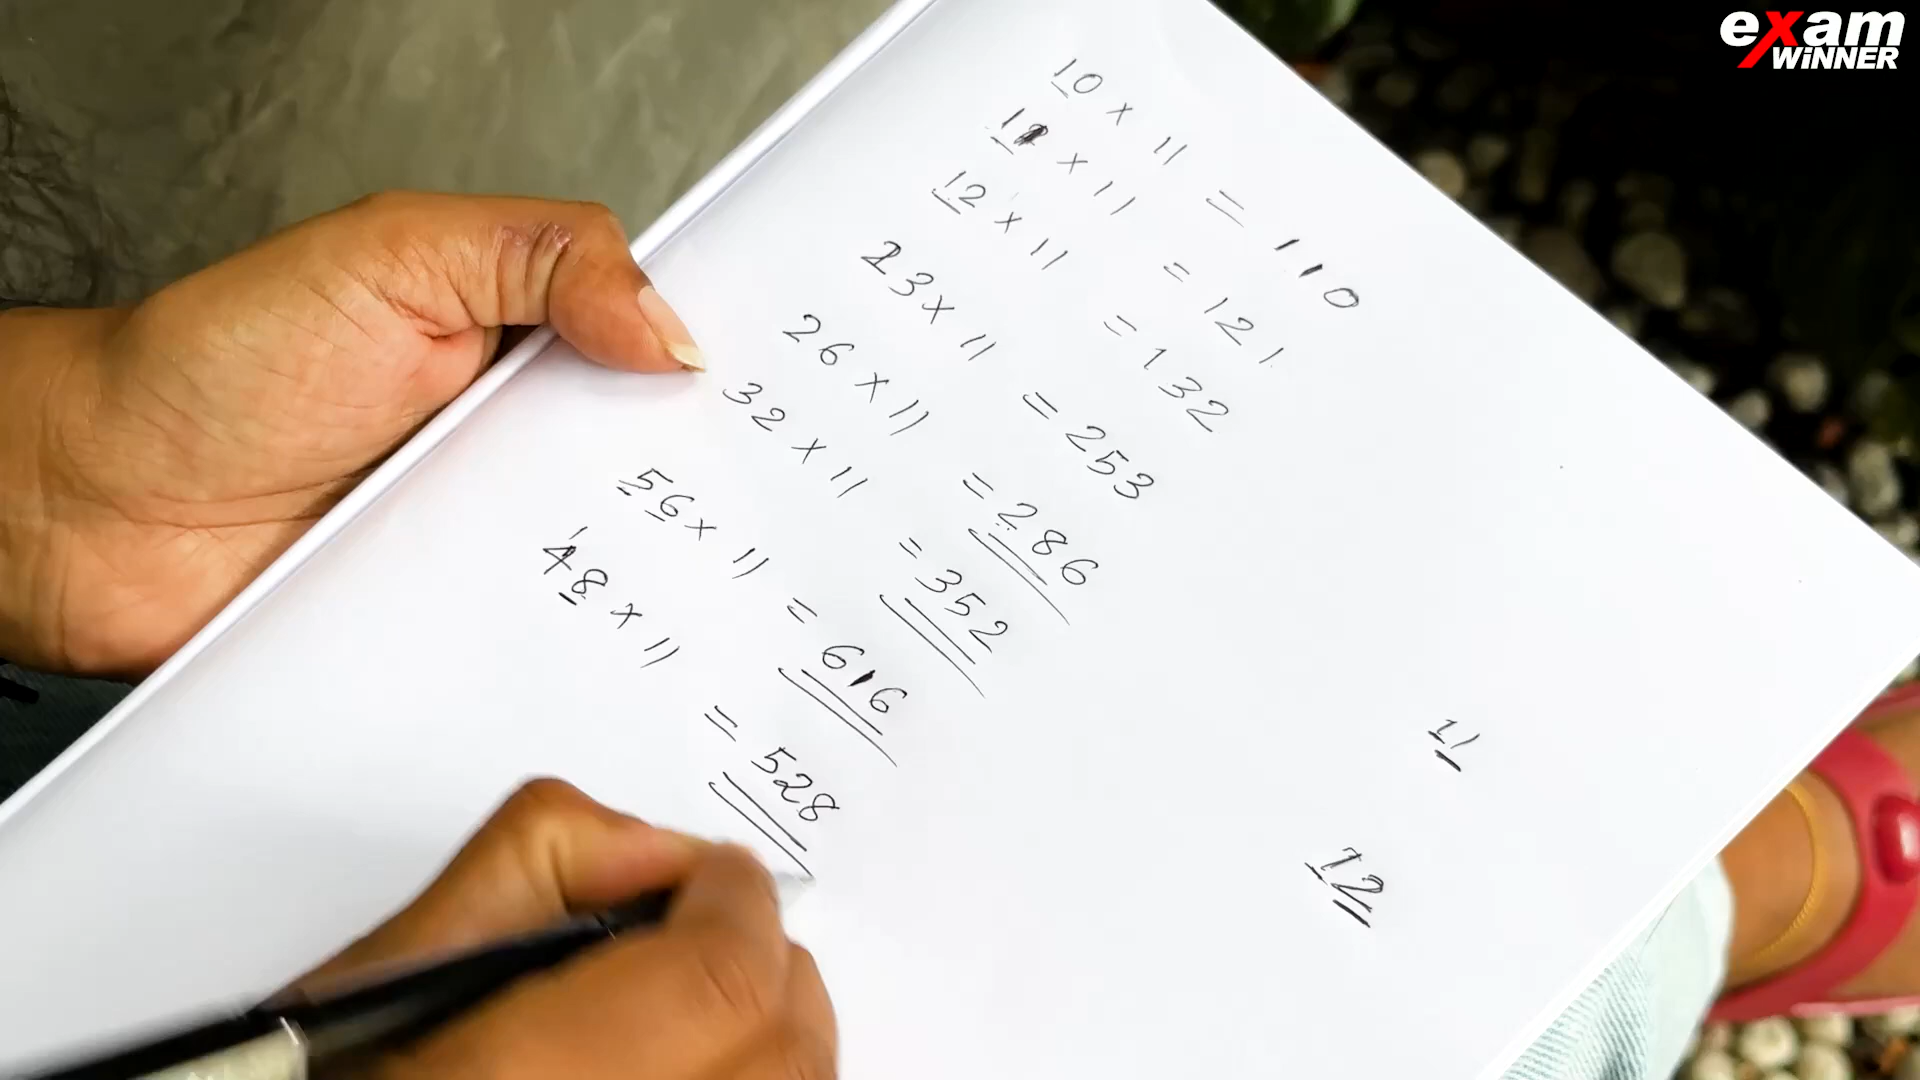 exam
WiNNER
10 × 11 = 110
11 × 11 = 121
12 × 11 = 132
23 × 11 = 253
26 × 11 = 286
32 × 11 = 352
56 × 11 = 616
48 × 11 = 528
11
12